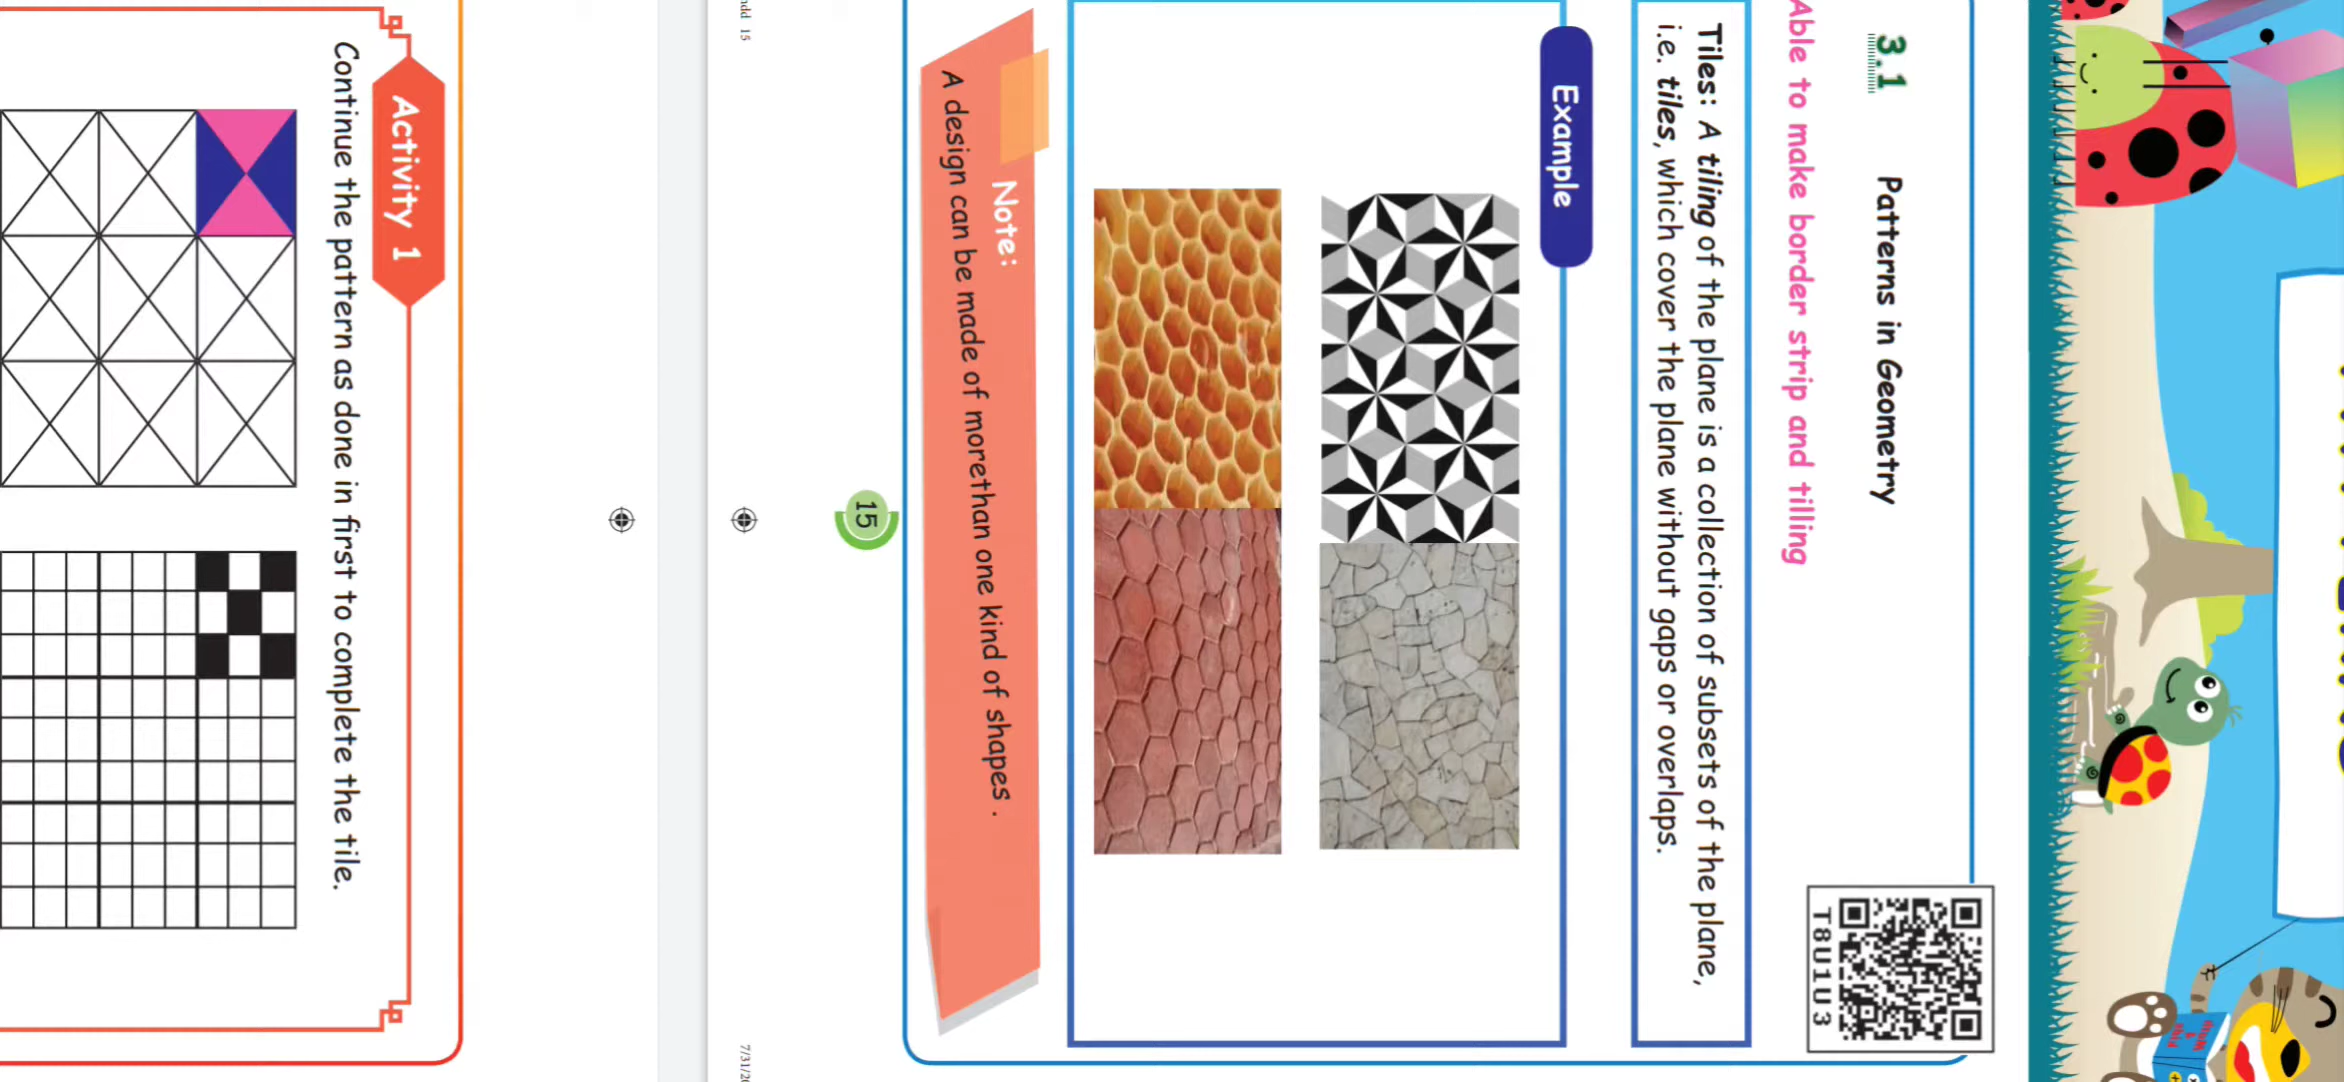 3.1 Patterns in Geometry
T8U1U3
Able to make border strip and tilling
Tiles: A tiling of the plane is a collection of subsets of the plane,
i.e. tiles, which cover the plane without gaps or overlaps.
Example
Note:
A design can be made of morethan one kind of shapes .
15
ndd 15
Activity 1
Continue the pattern as done in first to complete the tile.